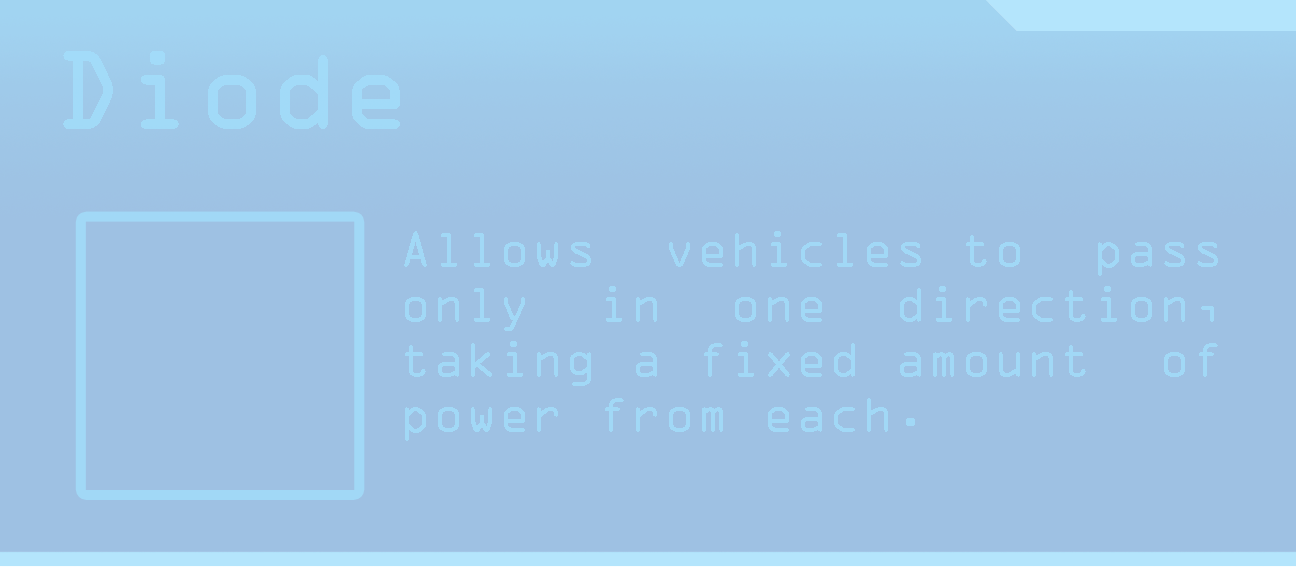 Diode
Allows vehicles to pass
only in one direction,
taking a fixed amount of
power from each.